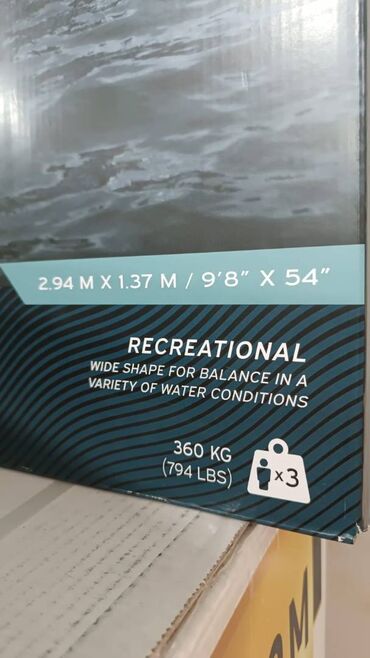 2.94 M X 1.37 M / 9'8" X 54"
RECREATIONAL
WIDE SHAPE FOR BALANCE IN A
VARIETY OF WATER CONDITIONS
360 KG
(794 LBS)
x3